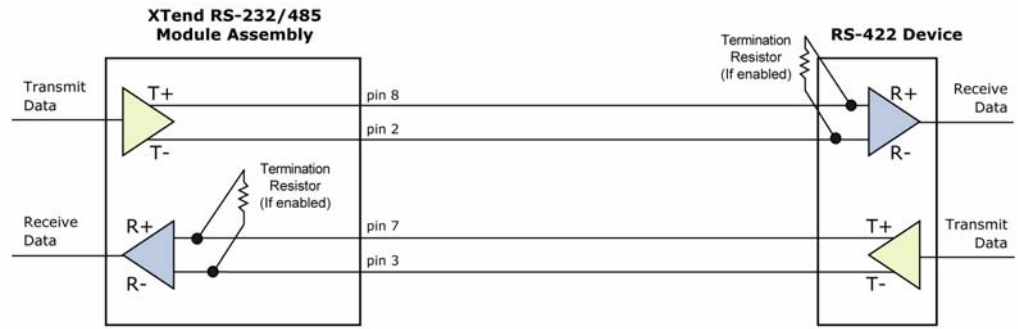 XTend RS-232/485
Module Assembly
RS-422 Device
Termination
Resistor
(If enabled)
Transmit
Data
T+
T-
pin 8
pin 2
R+
R-
Receive
Data
Termination
Resistor
(If enabled)
Receive
Data
R+
R-
pin 7
pin 3
T+
T-
Transmit
Data